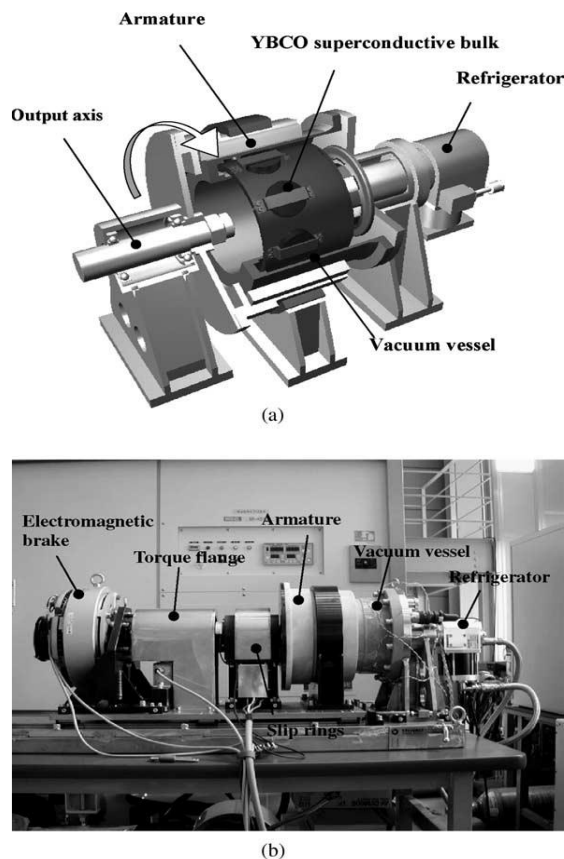 Armature
YBCO superconductive bulk
Refrigerator
Output axis
Vacuum vessel
(a)
Electromagnetic
brake
Armature
Torque flange
Vacuum vessel
Refrigerator
Slip rings
(b)